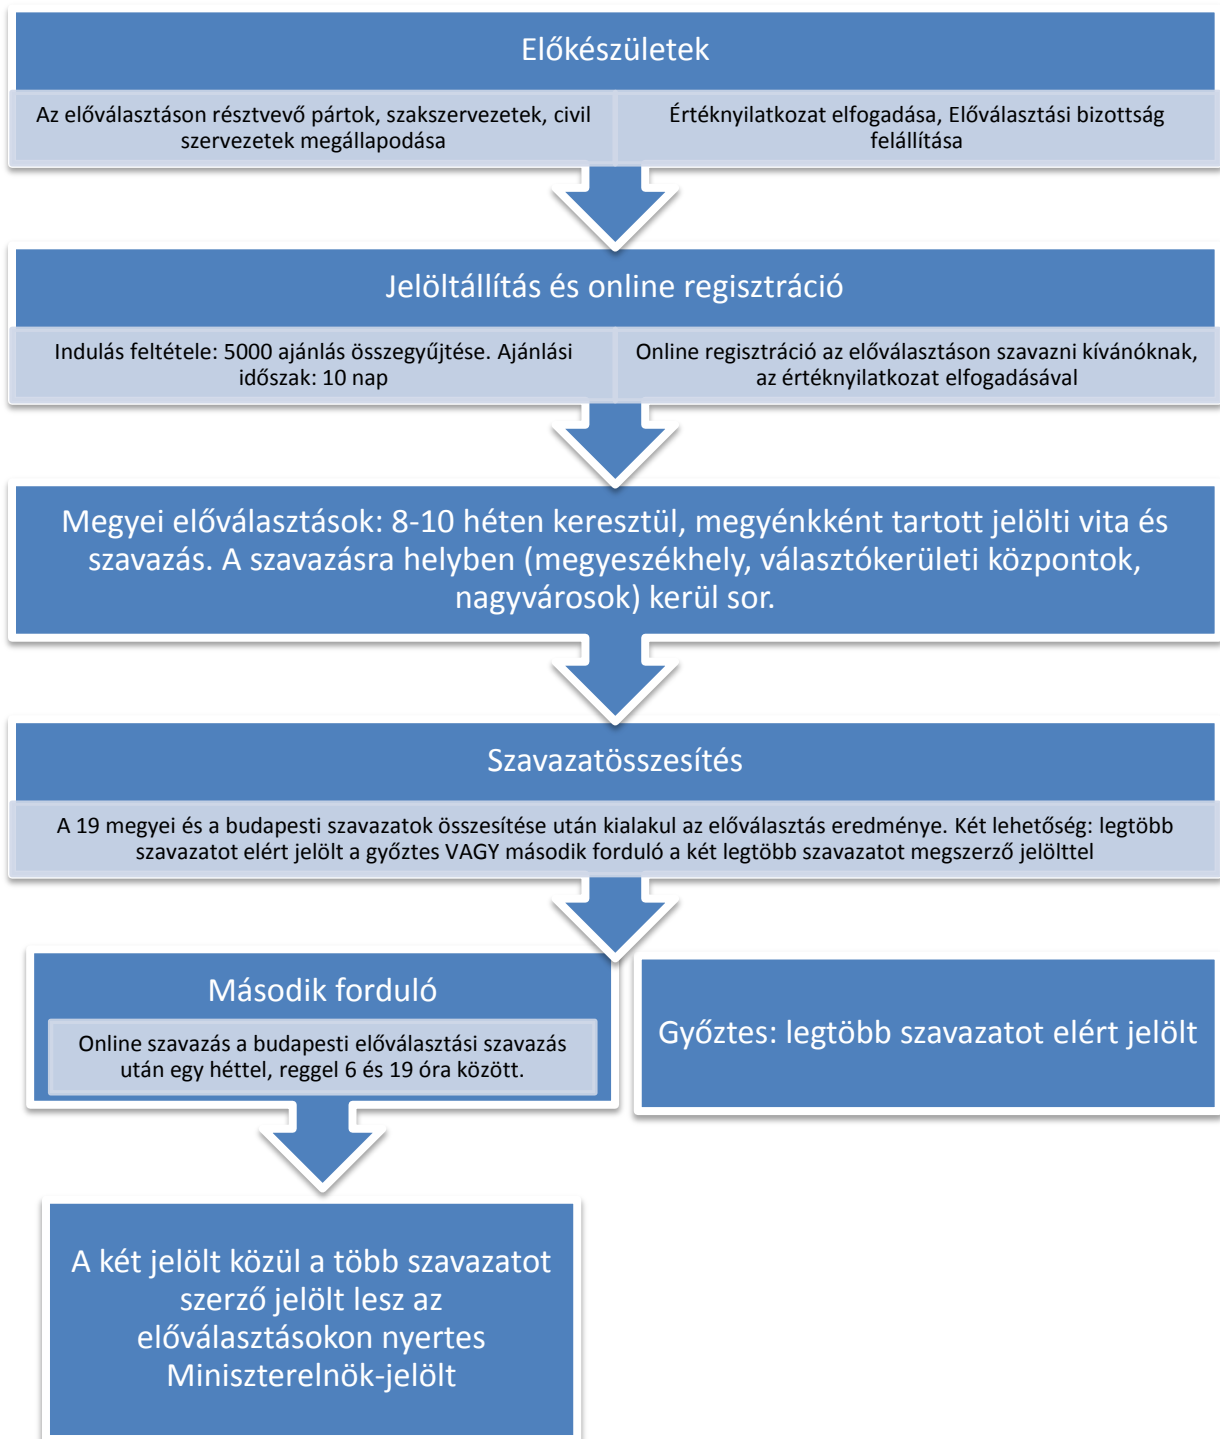 Előkészületek
Az előválasztáson résztvevő pártok, szakszervezetek, civil
szervezetek megállapodása
Értéknyilatkozat elfogadása, Előválasztási bizottság
felállítása
Jelöltállítás és online regisztráció
Indulás feltétele: 5000 ajánlás összegyűjtése. Ajánlási
időszak: 10 nap
Online regisztráció az előválasztáson szavazni kívánóknak,
az értéknyilatkozat elfogadásával
Megyei előválasztások: 8-10 héten keresztül, megyénkként tartott jelölti vita és
szavazás. A szavazásra helyben (megyeszékhely, választókerületi központok,
nagyvárosok) kerül sor.
Szavazatösszesítés
A 19 megyei és a budapesti szavazatok összesítése után kialakul az előválasztás eredménye. Két lehetőség: legtöbb
szavazatot elért jelölt a győztes VAGY második forduló a két legtöbb szavazatot megszerző jelölttel
Második forduló
Online szavazás a budapesti előválasztási szavazás
után egy héttel, reggel 6 és 19 óra között.
Győztes: legtöbb szavazatot elért jelölt
A két jelölt közül a több szavazatot
szerző jelölt lesz az
előválasztásokon nyertes
Miniszterelnök-jelölt